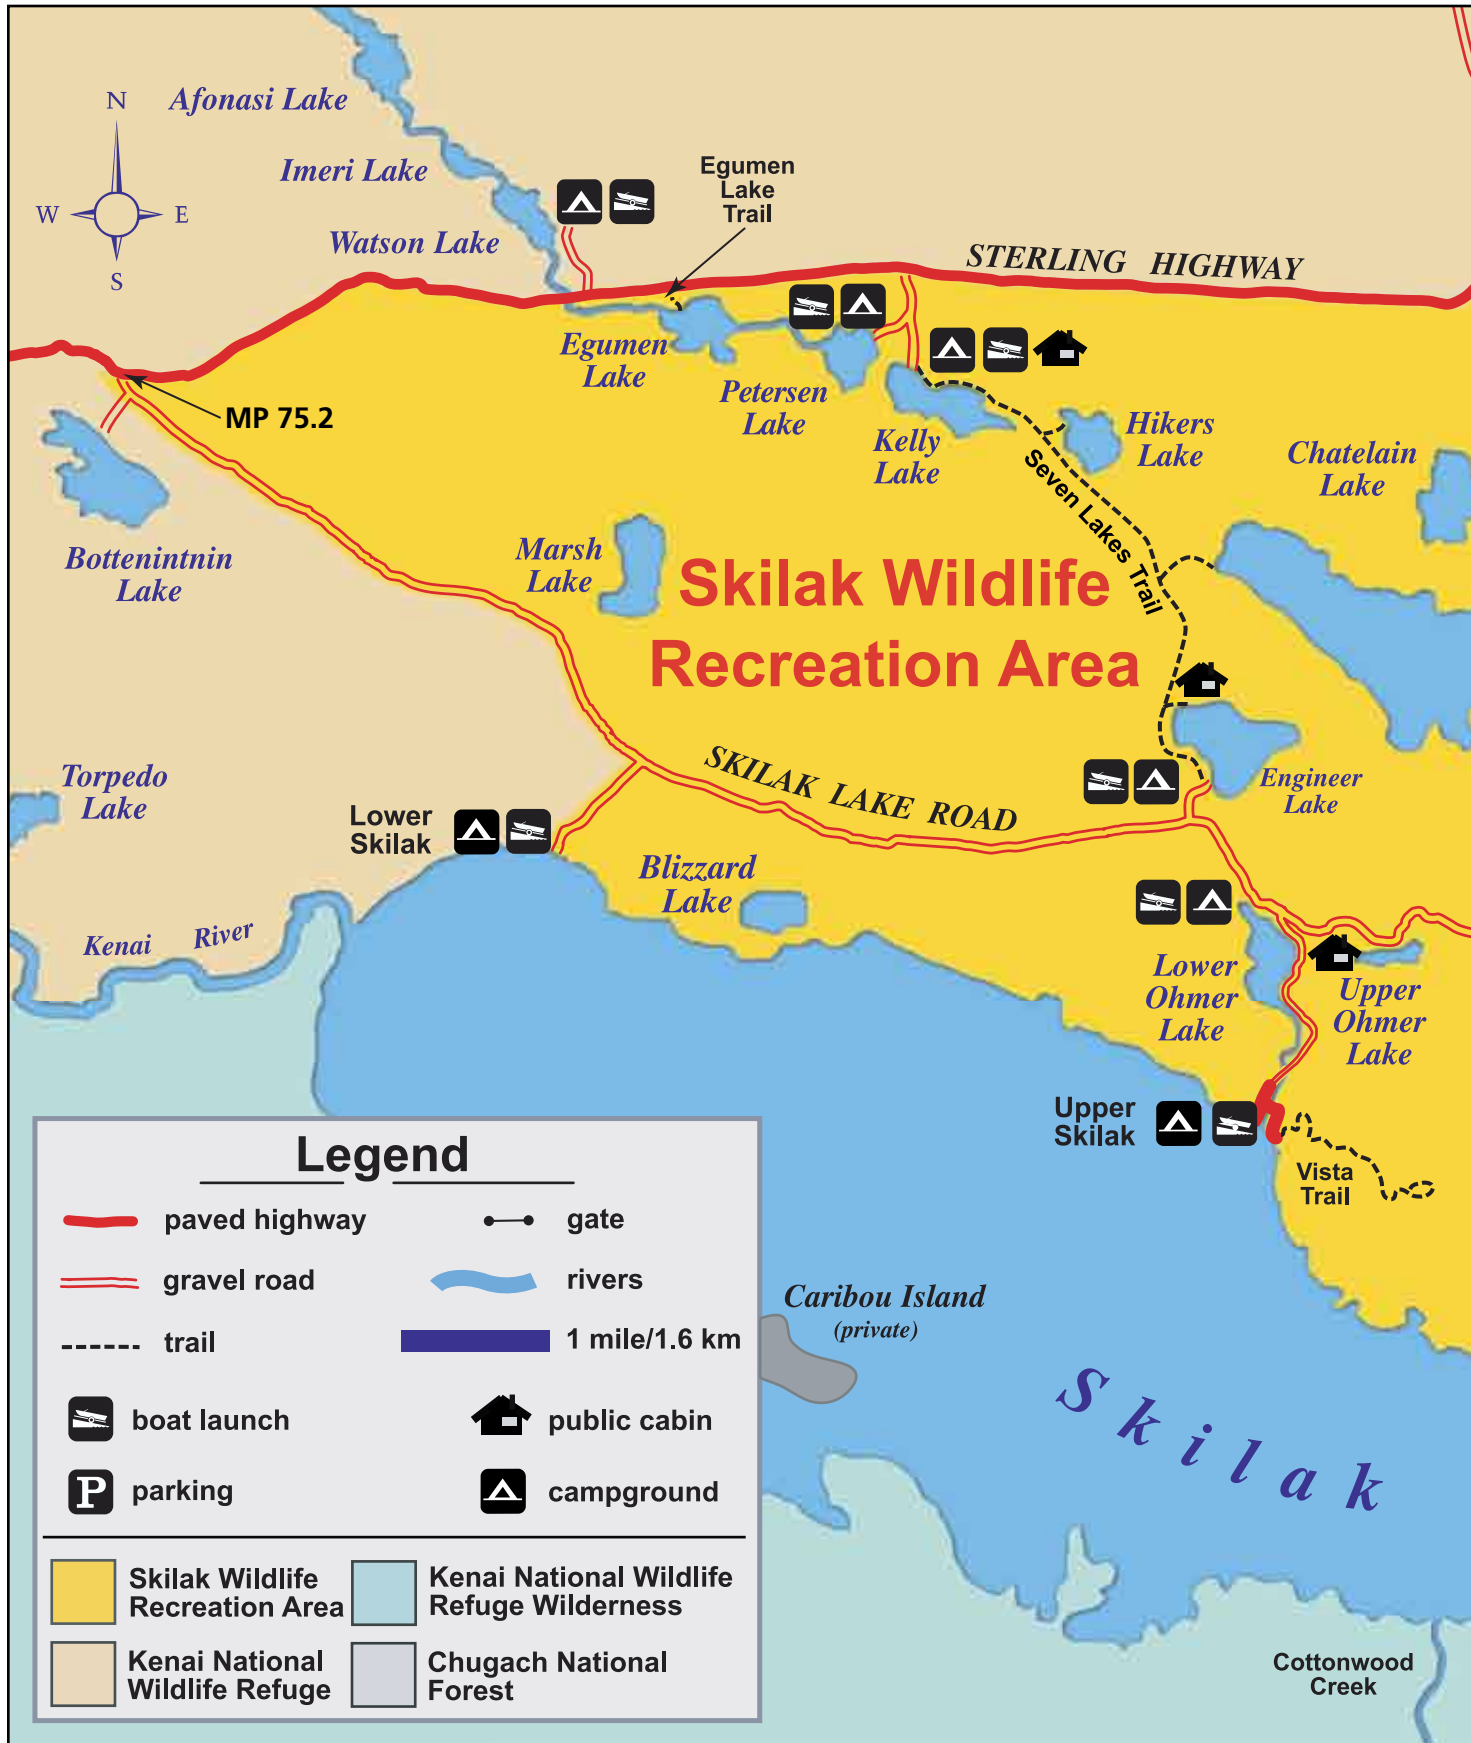 N
W
E
S
Afonasi Lake
Imeri Lake
Watson Lake
Egumen
Lake
Trail
STERLING HIGHWAY
MP 75.2
Egumen
Lake
Petersen
Lake
Kelly
Lake
Hikers
Lake
Chatelain
Lake
Seven Lakes Trail
Bottenintnin
Lake
Marsh
Lake
Skilak Wildlife
Recreation Area
Torpedo
Lake
SKILAK LAKE ROAD
Engineer
Lake
Lower
Skilak
Blizzard
Lake
Kenai River
Lower
Ohmer
Lake
Upper
Ohmer
Lake
Upper
Skilak
Vista
Trail
Caribou Island
(private)
Skilak
Cottonwood
Creek
Legend
paved highway
gate
gravel road
rivers
trail
1 mile/1.6 km
boat launch
public cabin
P
parking
campground
Skilak Wildlife
Recreation Area
Kenai National Wildlife
Refuge Wilderness
Kenai National
Wildlife Refuge
Chugach National
Forest